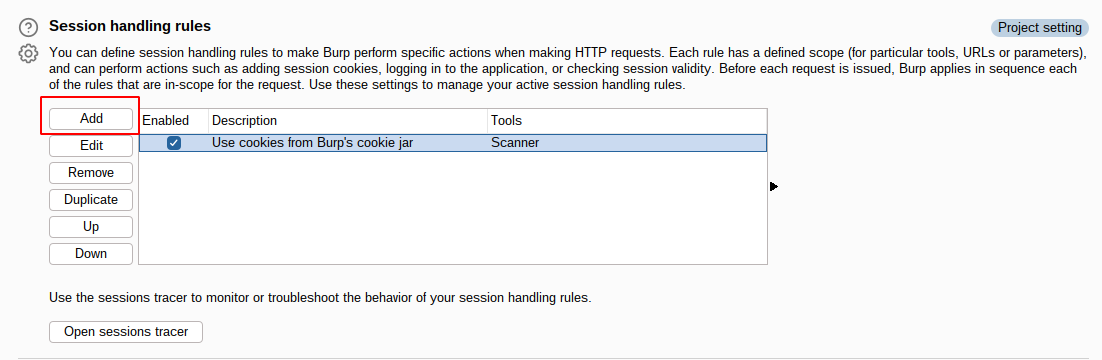 Session handling rules
Project setting
You can define session handling rules to make Burp perform specific actions when making HTTP requests. Each rule has a defined scope (for particular tools, URLs or parameters),
and can perform actions such as adding session cookies, logging in to the application, or checking session validity. Before each request is issued, Burp applies in sequence each
of the rules that are in-scope for the request. Use these settings to manage your active session handling rules.
Add
Edit
Remove
Duplicate
Up
Down
Enabled Description Tools
Use cookies from Burp's cookie jar Scanner
Use the sessions tracer to monitor or troubleshoot the behavior of your session handling rules.
Open sessions tracer